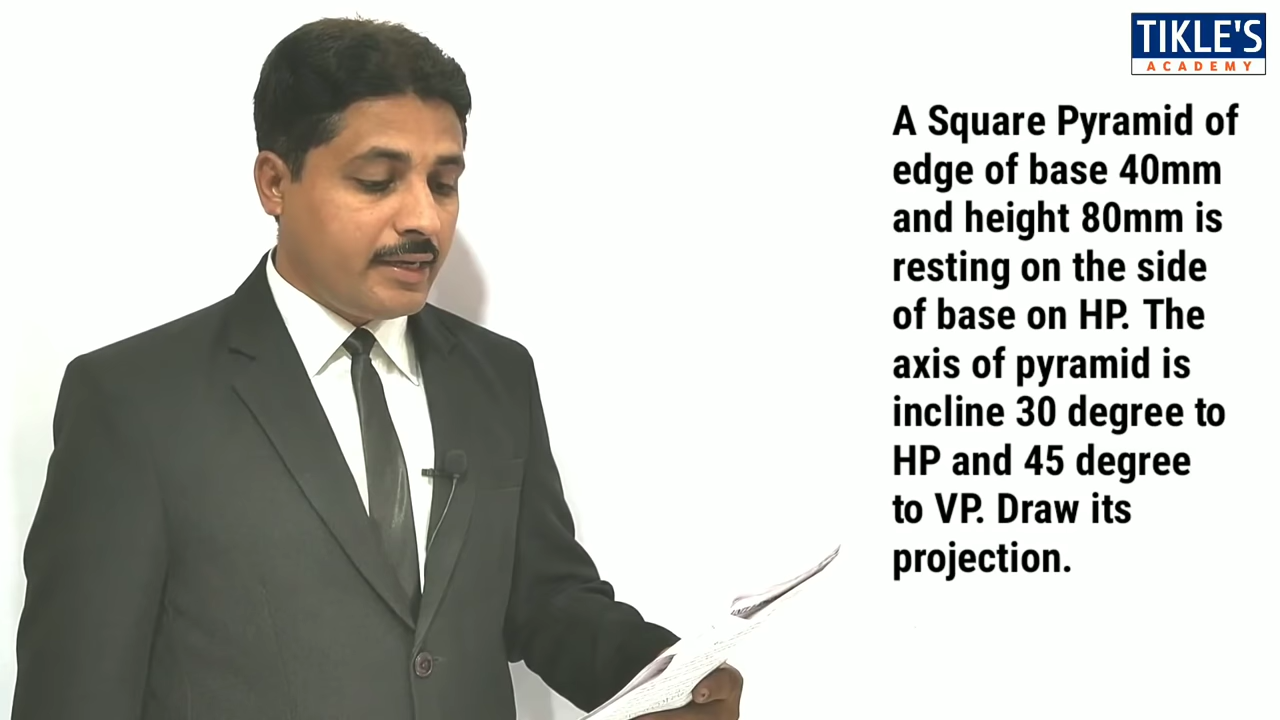 TIKLE'S
ACADEMY
A Square Pyramid of
edge of base 40mm
and height 80mm is
resting on the side
of base on HP. The
axis of pyramid is
incline 30 degree to
HP and 45 degree
to VP. Draw its
projection.